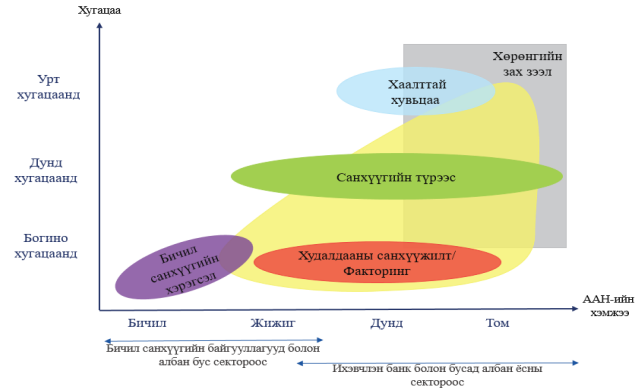 Хугацаа
Хөрөнгийн
зах зээл
Урт
хугацаанд
Хаалттай
хувьцаа
Дунд
хугацаанд
Санхүүгийн түрээс
Богино
хугацаанд
Бичил
санхүүгийн
хэрэгсэл
Худалдааны санхүүжилт/
Факторинг
ААН-ийн
хэмжээ
Бичил
Жижиг
Дунд
Том
Бичил санхүүгийн байгууллагууд болон
албан бус сектороос
Ихэвчлэн банк болон бусад албан ёсны
сектороос